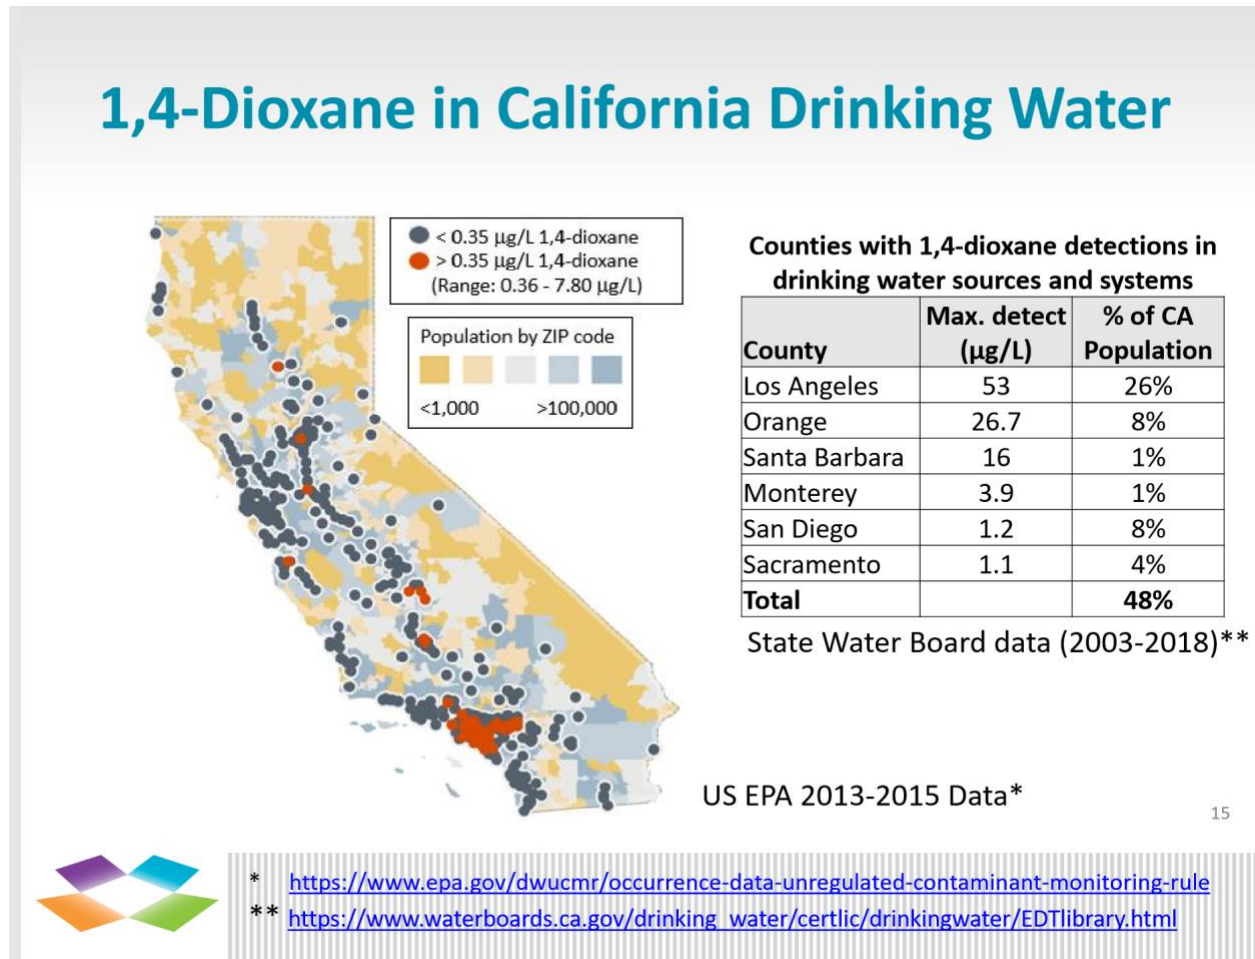 1,4-Dioxane in California Drinking Water
< 0.35 µg/L 1,4-dioxane
> 0.35 µg/L 1,4-dioxane
(Range: 0.36 - 7.80 µg/L)
Population by ZIP code
<1,000 >100,000
Counties with 1,4-dioxane detections in
drinking water sources and systems
County Max. detect (µg/L) % of CA Population
Los Angeles 53 26%
Orange 26.7 8%
Santa Barbara 16 1%
Monterey 3.9 1%
San Diego 1.2 8%
Sacramento 1.1 4%
Total 48%
State Water Board data (2003-2018)**
US EPA 2013-2015 Data*
15
* https://www.epa.gov/dwucmr/occurrence-data-unregulated-contaminant-monitoring-rule
** https://www.waterboards.ca.gov/drinking_water/certlic/drinkingwater/EDTlibrary.html